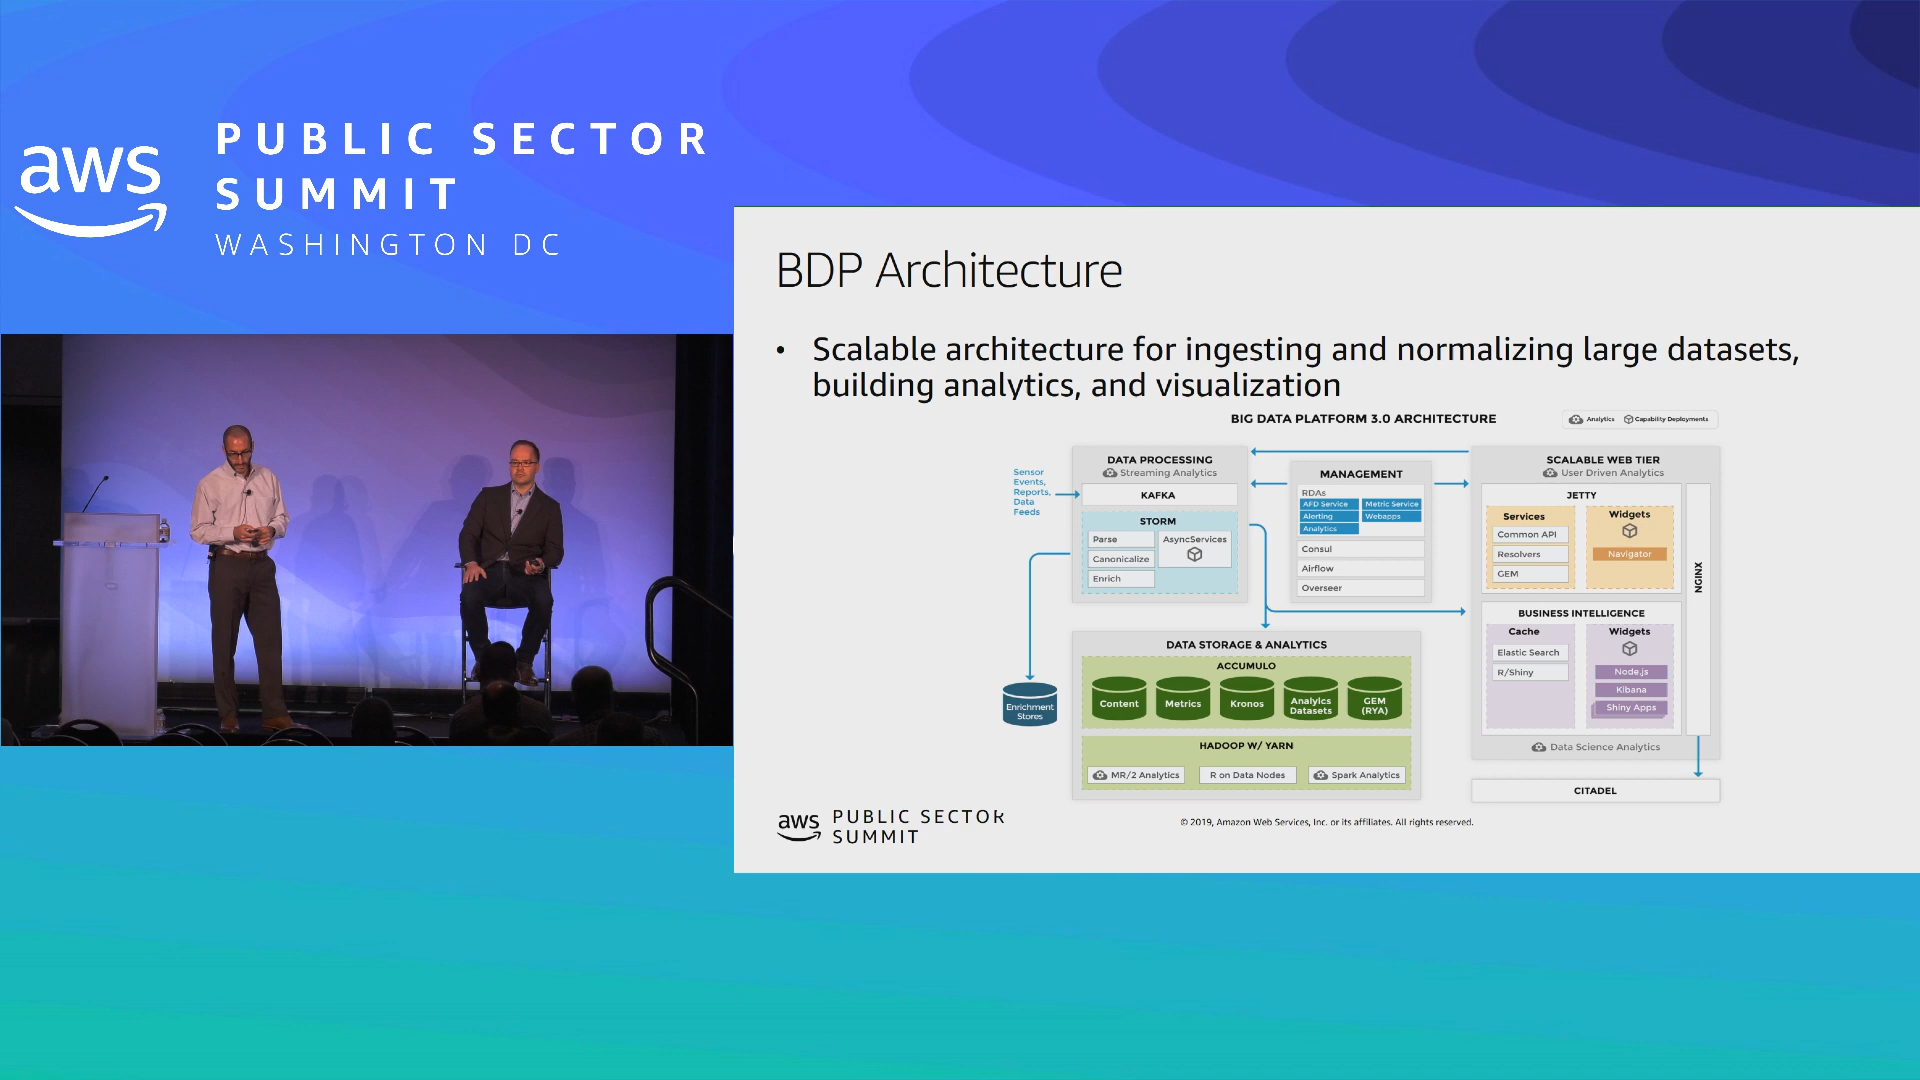 aws
PUBLIC SECTOR
SUMMIT
WASHINGTON DC
BDP Architecture
• Scalable architecture for ingesting and normalizing large datasets,
building analytics, and visualization
BIG DATA PLATFORM 3.0 ARCHITECTURE
Analytics
Capability Deployments
Sensor
Events,
Reports,
Data
Feeds
DATA PROCESSING
Streaming Analytics
KAFKA
STORM
Parse
Canonicalize
Enrich
AsyncServices
MANAGEMENT
RDAs
AFD Service
Metric Service
Alerting
Webapps
Analytics
Consul
Airflow
Overseer
SCALABLE WEB TIER
User Driven Analytics
JETTY
Services
Common API
Resolvers
GEM
Widgets
Navigator
NGINX
BUSINESS INTELLIGENCE
Cache
Elastic Search
R/Shiny
Widgets
Node.js
Kibana
Shiny Apps
Data Science Analytics
CITADEL
Enrichment
Stores
DATA STORAGE & ANALYTICS
ACCUMULO
Content
Metrics
Kronos
Analyics
Datasets
GEM
(RYA)
HADOOP W/ YARN
MR/2 Analytics
R on Data Nodes
Spark Analytics
aws
PUBLIC SECTOR
SUMMIT
© 2019, Amazon Web Services, Inc. or its affiliates. All rights reserved.